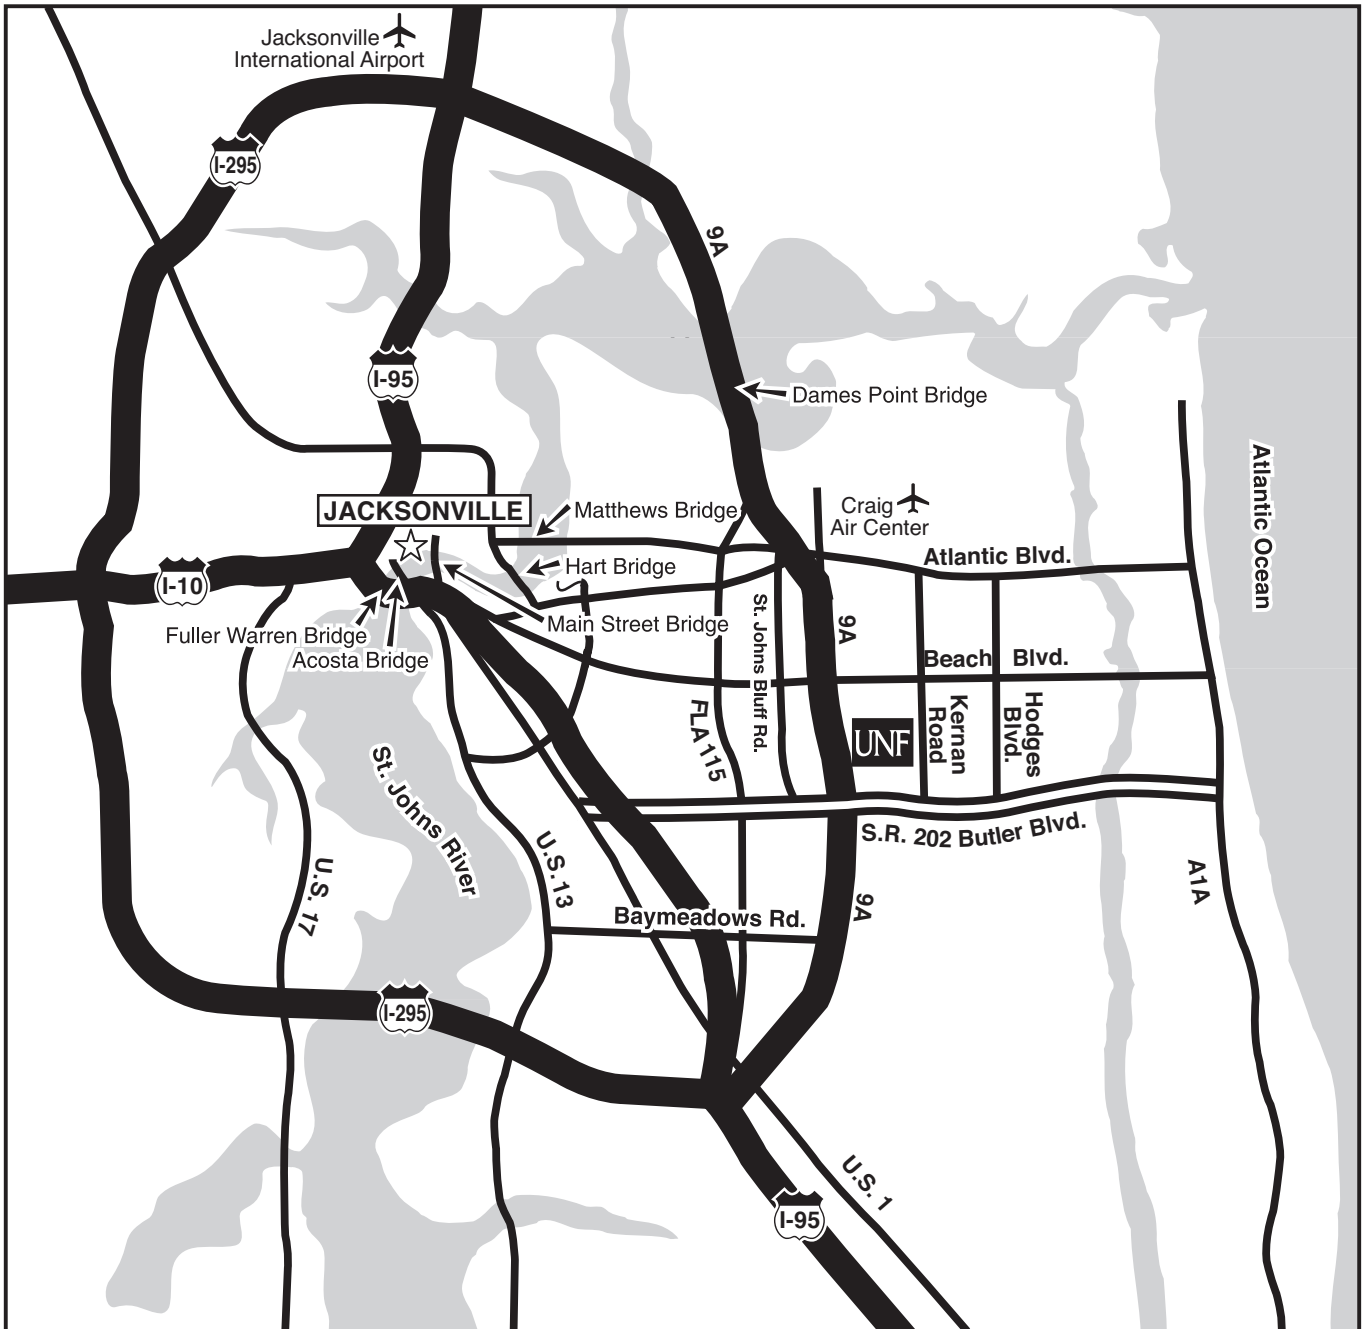 Jacksonville
International Airport
I-295
9A
I-95
Dames Point Bridge
Atlantic Ocean
JACKSONVILLE
Matthews Bridge
Craig
Air Center
Atlantic Blvd.
Hart Bridge
I-10
Main Street Bridge
Fuller Warren Bridge
Acosta Bridge
St. Johns Bluff Rd.
9A
Beach Blvd.
FLA 115
UNF
Kernan
Road
Hodges
Blvd.
St. Johns River
S.R. 202 Butler Blvd.
U.S. 17
U.S. 13
A1A
Baymeadows Rd.
9A
I-295
U.S. 1
I-95